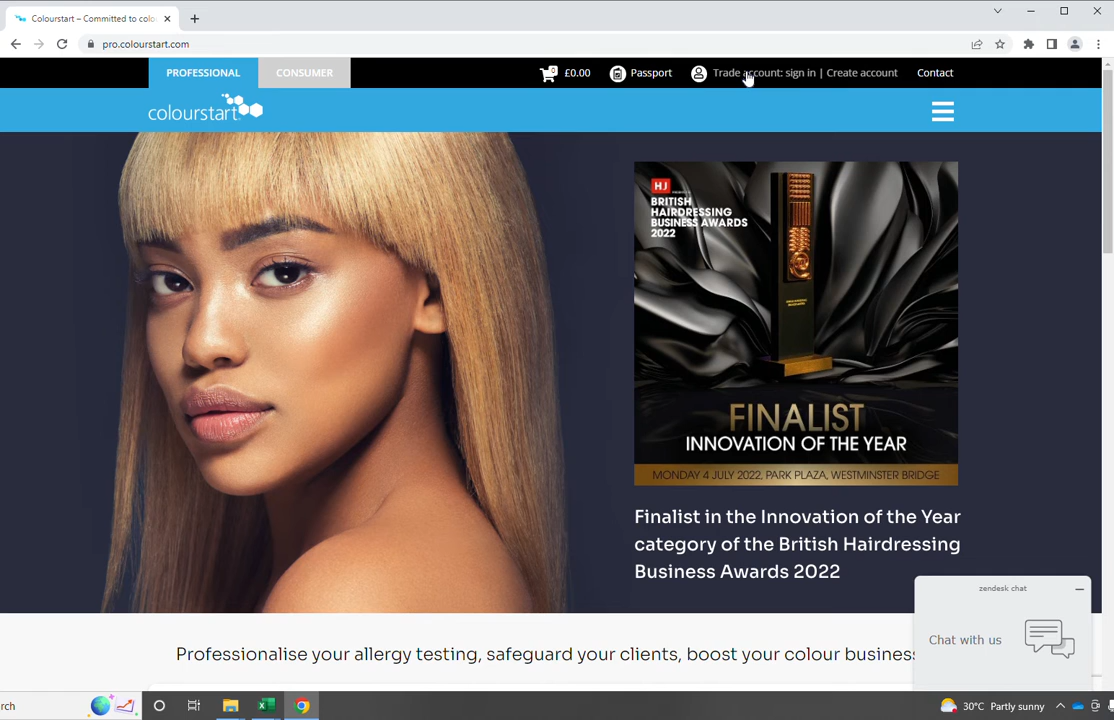 Colourstart – Committed to colo
pro.colourstart.com
PROFESSIONAL
CONSUMER
0
£0.00
Passport
Trade account: sign in | Create account
Contact
colourstart
HJ
PRESENTS
BRITISH
HAIRDRESSING
BUSINESS AWARDS
2022
FINALIST
INNOVATION OF THE YEAR
MONDAY 4 JULY 2022, PARK PLAZA, WESTMINSTER BRIDGE
Finalist in the Innovation of the Year
category of the British Hairdressing
Business Awards 2022
zendesk chat
Chat with us
Professionalise your allergy testing, safeguard your clients, boost your colour business
rch
30°C Partly sunny